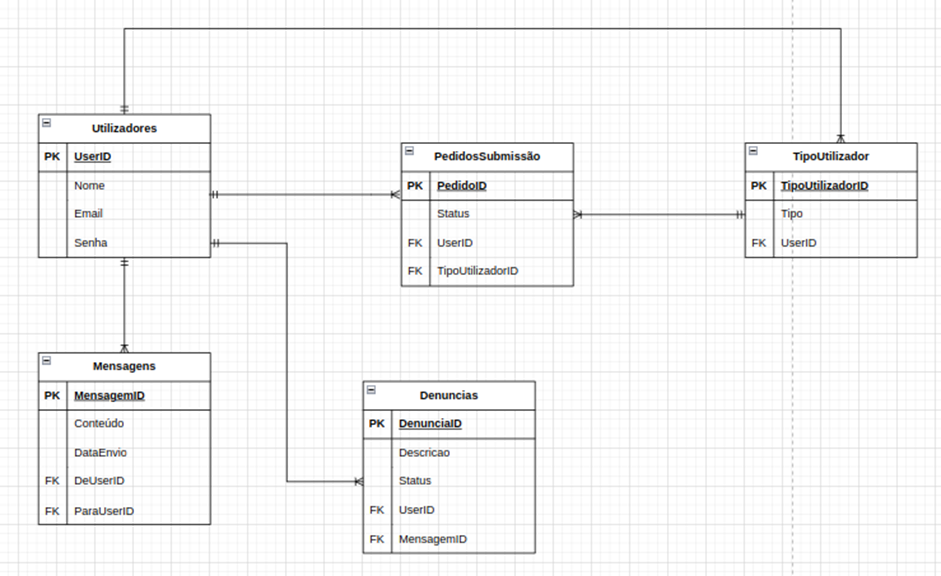 Utilizadores
PK UserID
Nome
Email
Senha
PedidosSubmissão
PK PedidoID
Status
FK UserID
FK TipoUtilizadorID
TipoUtilizador
PK TipoUtilizadorID
Tipo
FK UserID
Mensagens
PK MensagemID
Conteúdo
DataEnvio
FK DeUserID
FK ParaUserID
Denuncias
PK DenunciaID
Descricao
Status
FK UserID
FK MensagemID